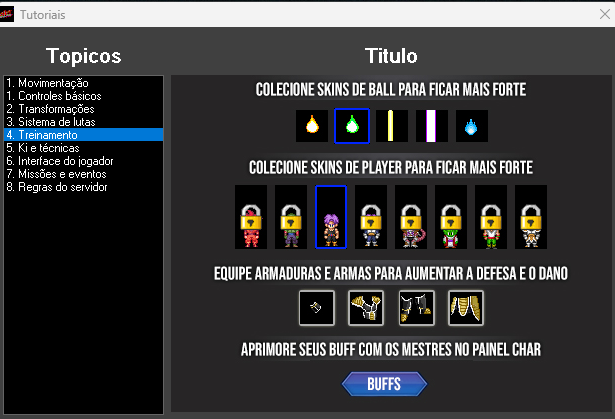 Tutoriais
Topicos
Titulo
1. Movimentação
1. Controles básicos
2. Transformações
3. Sistema de lutas
4. Treinamento
5. Ki e técnicas
6. Interface do jogador
7. Missões e eventos
8. Regras do servidor
COLECIONE SKINS DE BALL PARA FICAR MAIS FORTE
COLECIONE SKINS DE PLAYER PARA FICAR MAIS FORTE
EQUIPE ARMADURAS E ARMAS PARA AUMENTAR A DEFESA E O DANO
APRIMORE SEUS BUFF COM OS MESTRES NO PAINEL CHAR
BUFFS